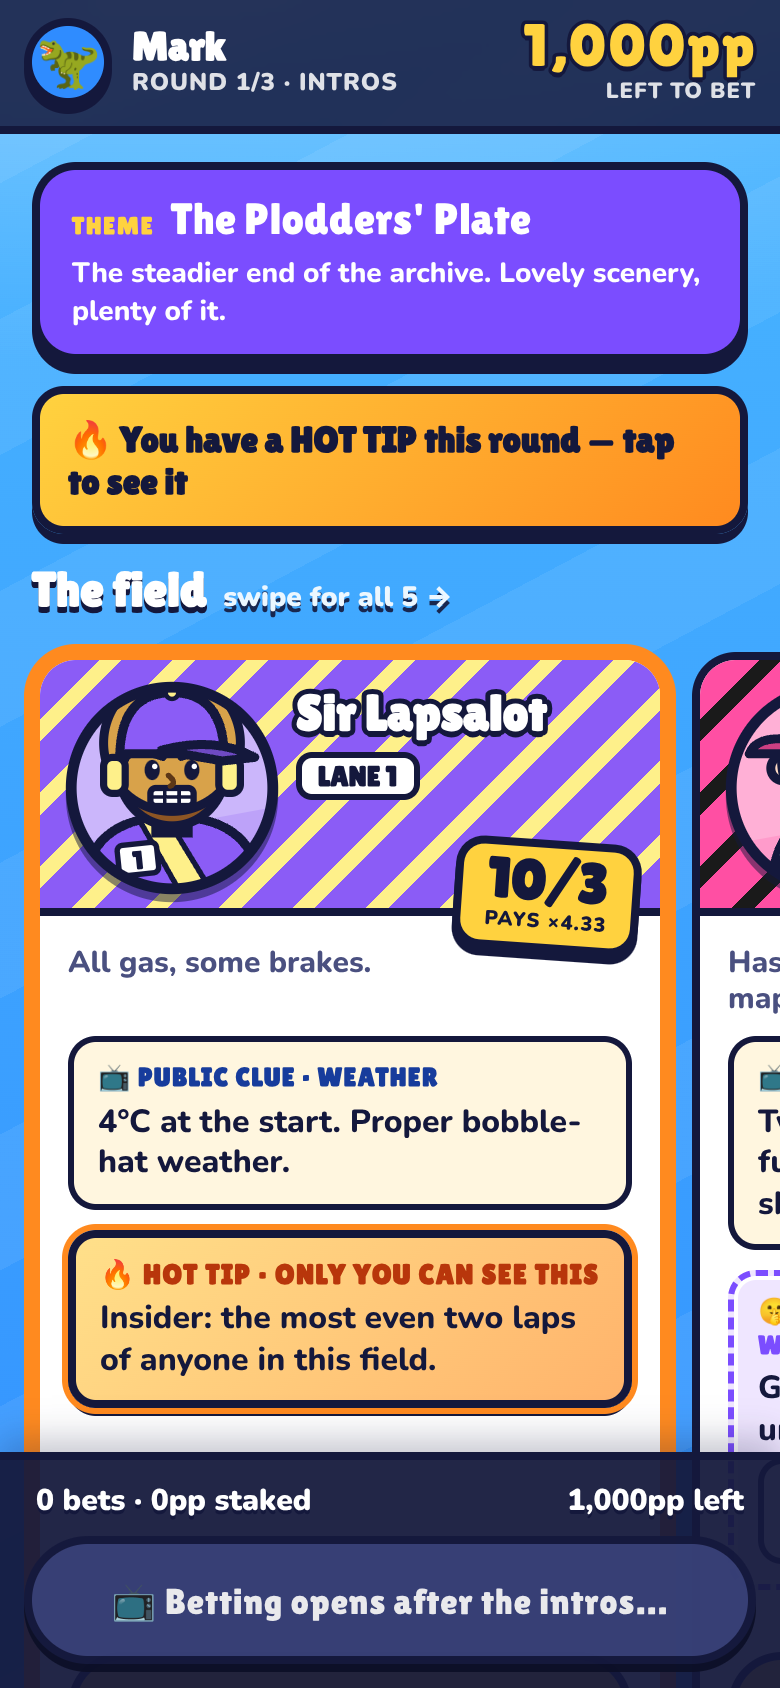 Mark
ROUND 1/3 · INTROS
1,000pp
LEFT TO BET
THEME The Plodders' Plate
The steadier end of the archive. Lovely scenery,
plenty of it.
🔥 You have a HOT TIP this round — tap
to see it
The field swipe for all 5 →
Sir Lapsalot
LANE 1
1
10/3
PAYS ×4.33
All gas, some brakes.
📺 PUBLIC CLUE · WEATHER
4°C at the start. Proper bobble-
hat weather.
🔥 HOT TIP · ONLY YOU CAN SEE THIS
Insider: the most even two laps
of anyone in this field.
Has
0 bets · 0pp staked
1,000pp left
📺 Betting opens after the intros...